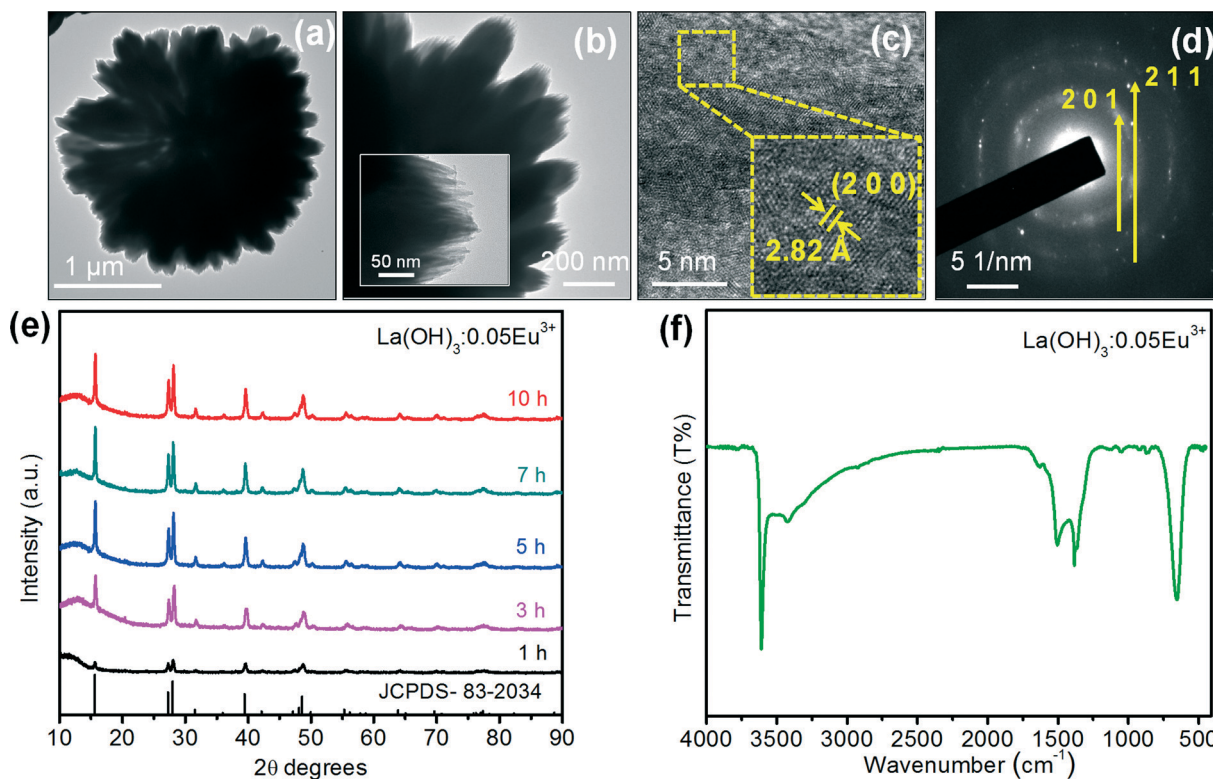 (a)
1 µm
(b)
50 nm
200 nm
(c)
(2 0 0)
2.82 Å
5 nm
(d)
2 1 1
2 0 1
5 1/nm
(e)
La(OH)₃:0.05Eu³⁺
10 h
7 h
5 h
3 h
1 h
JCPDS- 83-2034
Intensity (a.u.)
10 20 30 40 50 60 70 80 90
2θ degrees
(f)
La(OH)₃:0.05Eu³⁺
Transmittance (T%)
4000 3500 3000 2500 2000 1500 1000 500
Wavenumber (cm⁻¹)